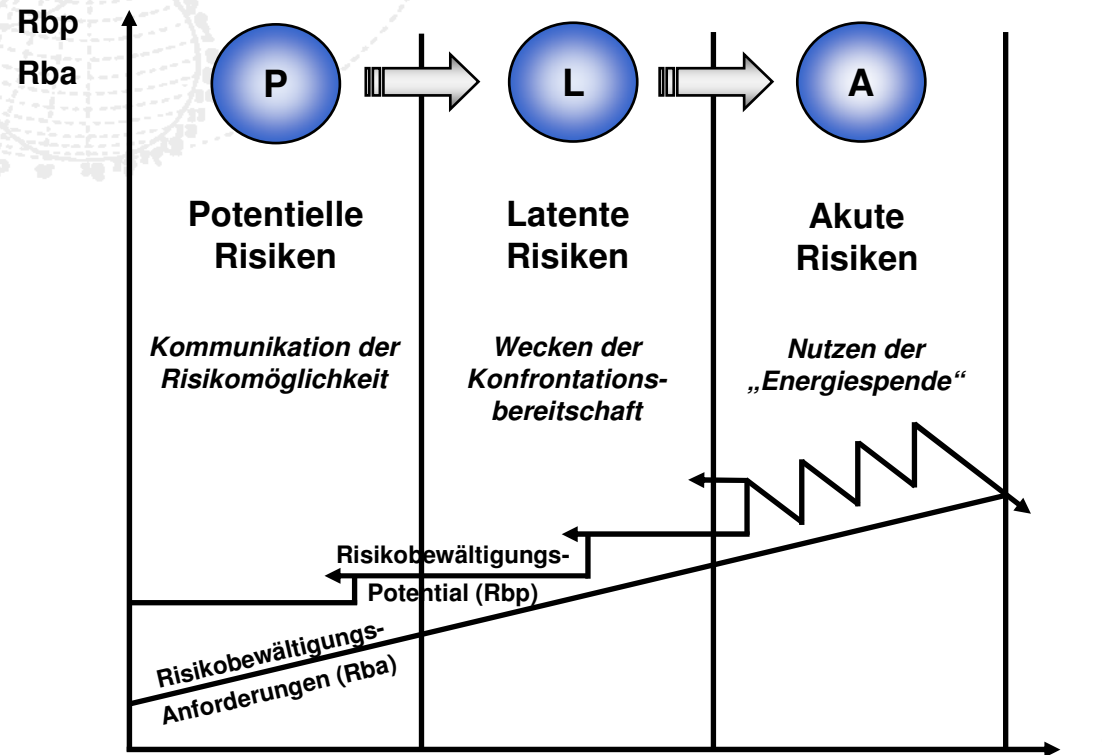 Rbp
Rba
P
L
A
Potentielle
Risiken
Latente
Risiken
Akute
Risiken
Kommunikation der
Risikomöglichkeit
Wecken der
Konfrontations-
bereitschaft
Nutzen der
„Energiespende“
Risikobewältigungs-
Potential (Rbp)
Risikobewältigungs-
Anforderungen (Rba)